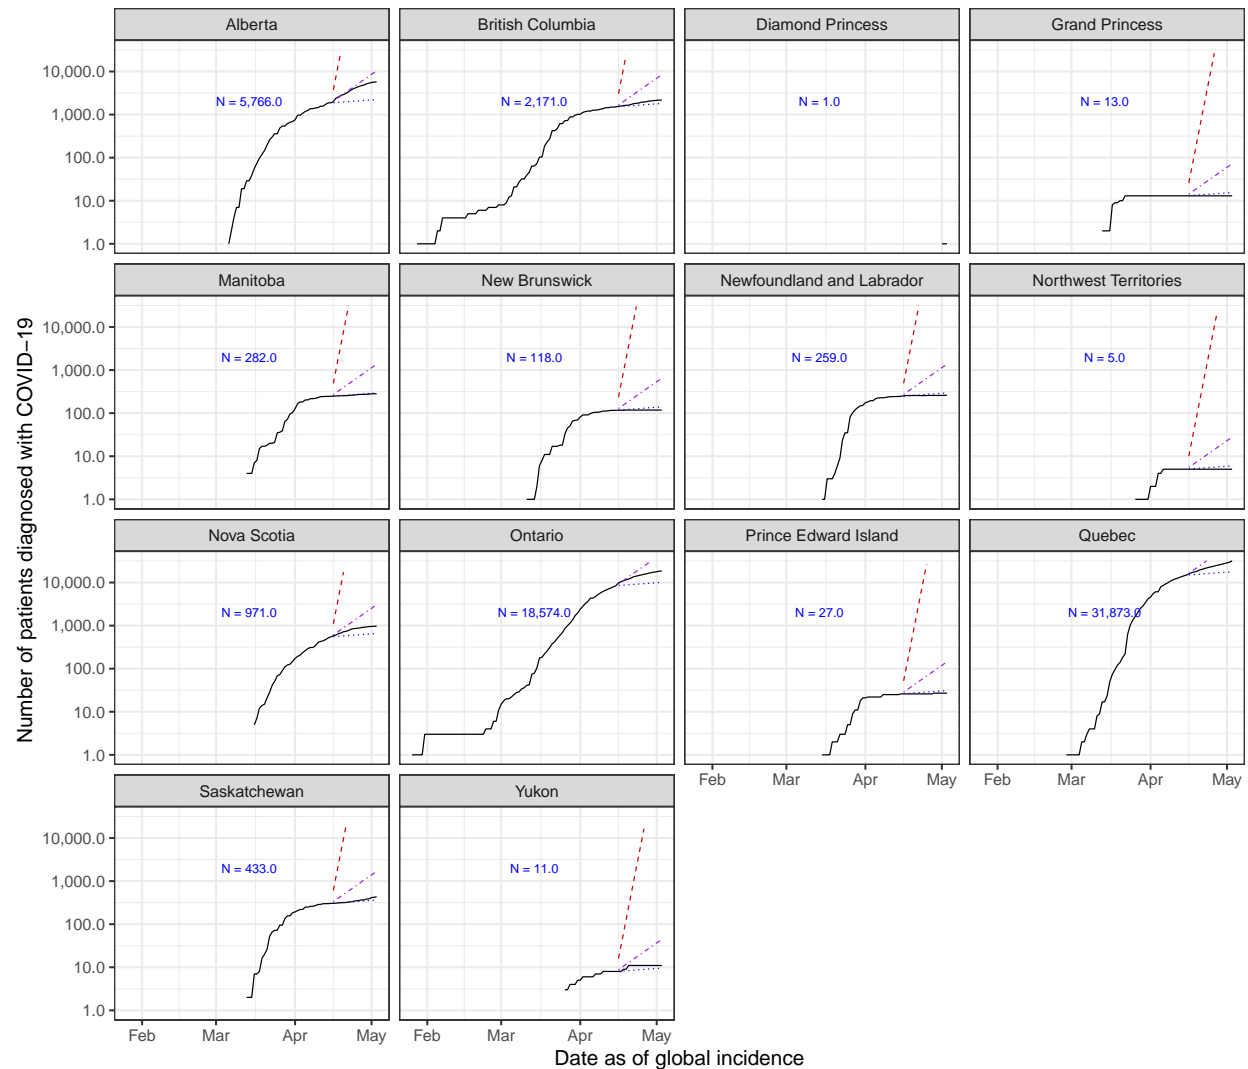 Alberta
British Columbia
Diamond Princess
Grand Princess
10,000.0
1,000.0
100.0
10.0
1.0
N = 5,766.0
N = 2,171.0
N = 1.0
N = 13.0
Manitoba
New Brunswick
Newfoundland and Labrador
Northwest Territories
10,000.0
1,000.0
100.0
10.0
1.0
N = 282.0
N = 118.0
N = 259.0
N = 5.0
Number of patients diagnosed with COVID−19
Nova Scotia
Ontario
Prince Edward Island
Quebec
10,000.0
1,000.0
100.0
10.0
1.0
N = 971.0
N = 18,574.0
N = 27.0
N = 31,873.0
Feb Mar Apr May
Feb Mar Apr May
Saskatchewan
Yukon
10,000.0
1,000.0
100.0
10.0
1.0
N = 433.0
N = 11.0
Feb Mar Apr May
Feb Mar Apr May
Date as of global incidence